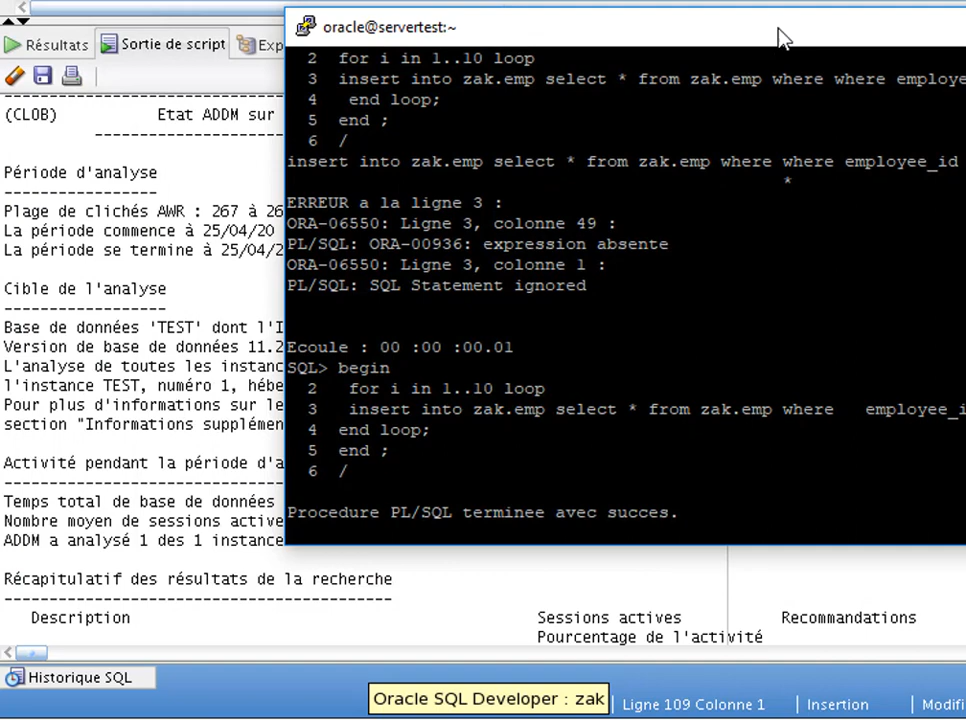 Résultats
Sortie de script
Exp
(CLOB) Etat ADDM sur
Période d'analyse
Plage de clichés AWR : 267 à 26
La période commence à 25/04/20
La période se termine à 25/04/2
Cible de l'analyse
Base de données 'TEST' dont l'I
Version de base de données 11.2
L'analyse de toutes les instanc
l'instance TEST, numéro 1, hébe
Pour plus d'informations sur le
section "Informations supplémen
Activité pendant la période d'a
Temps total de base de données
Nombre moyen de sessions active
ADDM a analysé 1 des 1 instance
Récapitulatif des résultats de la recherche
Description Sessions actives Recommandations
Pourcentage de l'activité
oracle@servertest:~
2 for i in 1..10 loop
3 insert into zak.emp select * from zak.emp where where employe
4 end loop;
5 end ;
6 /
insert into zak.emp select * from zak.emp where where employee_id
*
ERREUR a la ligne 3 :
ORA-06550: Ligne 3, colonne 49 :
PL/SQL: ORA-00936: expression absente
ORA-06550: Ligne 3, colonne 1 :
PL/SQL: SQL Statement ignored
Ecoule : 00 :00 :00.01
SQL> begin
2 for i in 1..10 loop
3 insert into zak.emp select * from zak.emp where employee_i
4 end loop;
5 end ;
6 /
Procedure PL/SQL terminee avec succes.
Historique SQL
Oracle SQL Developer : zak
Ligne 109 Colonne 1
Insertion
Modifi